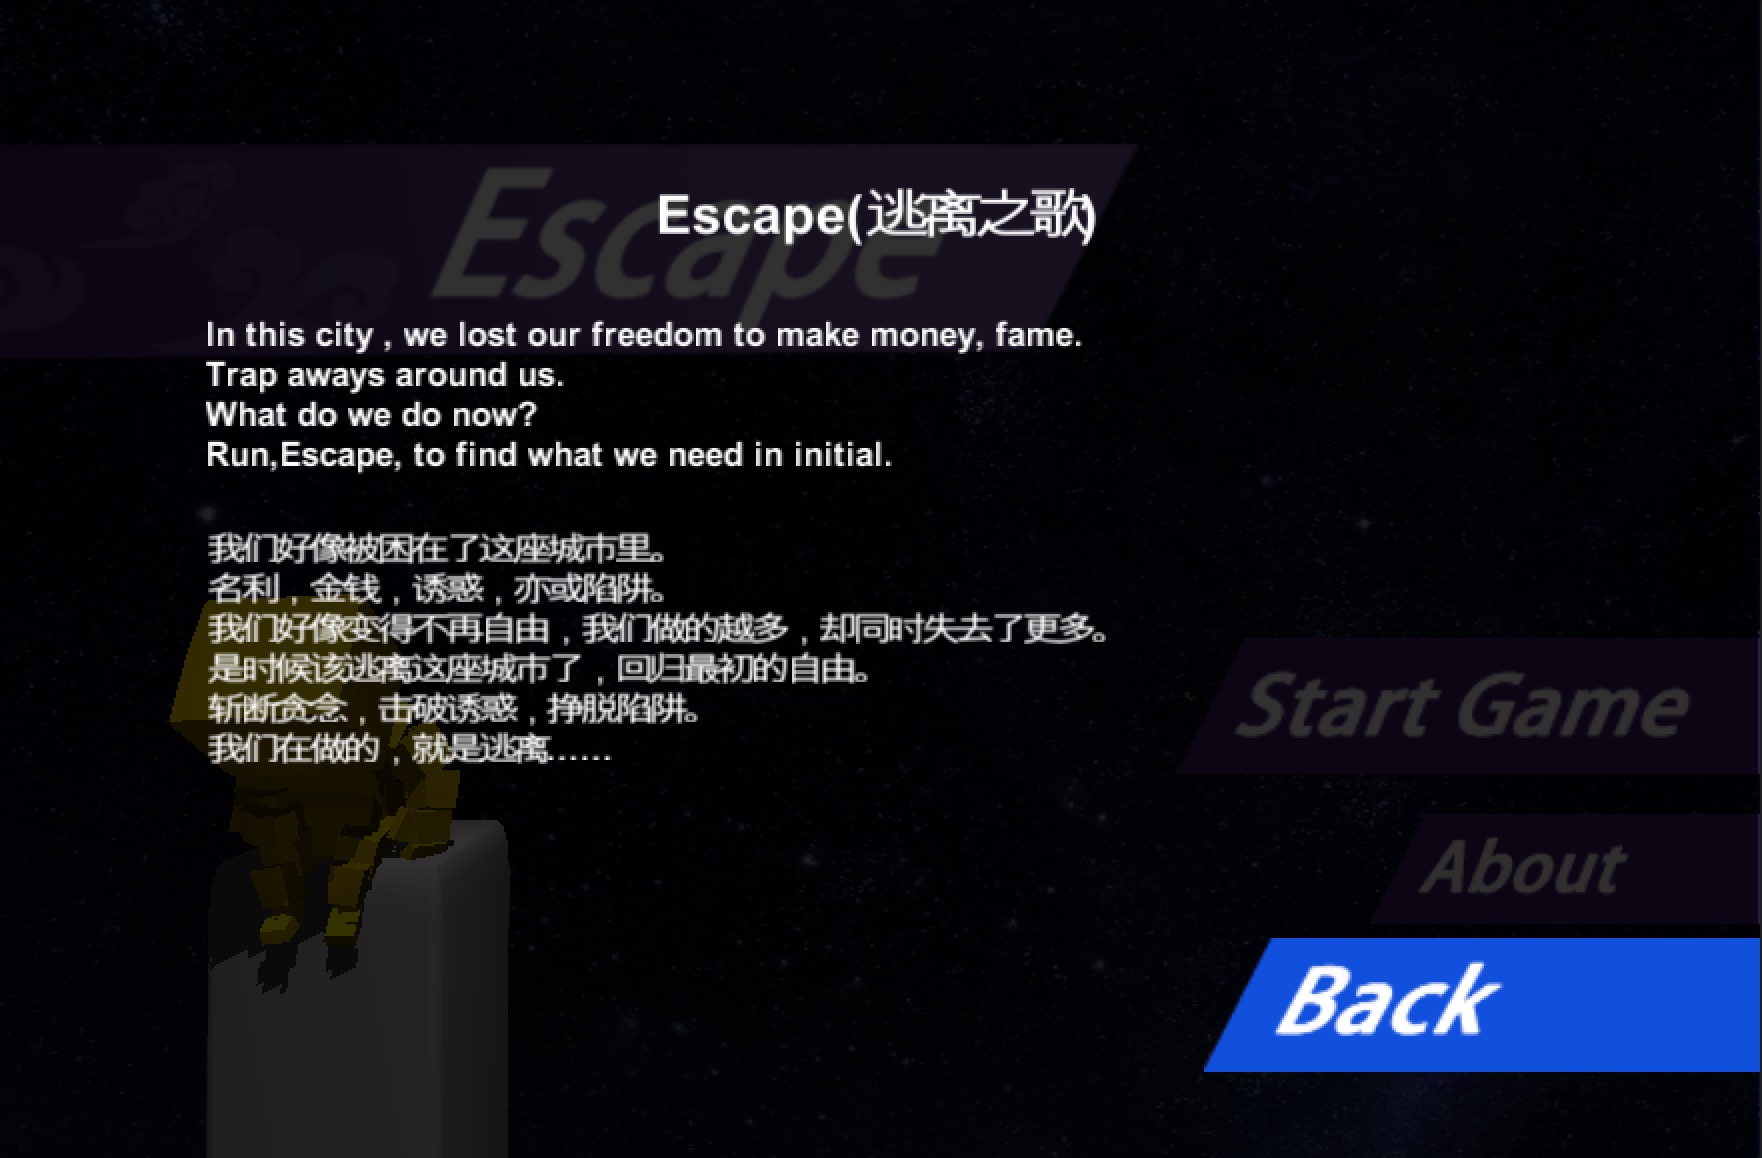 Escape
Escape(逃离之歌)
In this city , we lost our freedom to make money, fame.
Trap aways around us.
What do we do now?
Run,Escape, to find what we need in initial.
我们好像被困在了这座城市里。
名利，金钱，诱惑，亦或陷阱。
我们好像变得不再自由，我们做的越多，却同时失去了更多。
是时候该逃离这座城市了，回归最初的自由。
斩断贪念，击破诱惑，挣脱陷阱。
我们在做的，就是逃离……
Start Game
About
Back